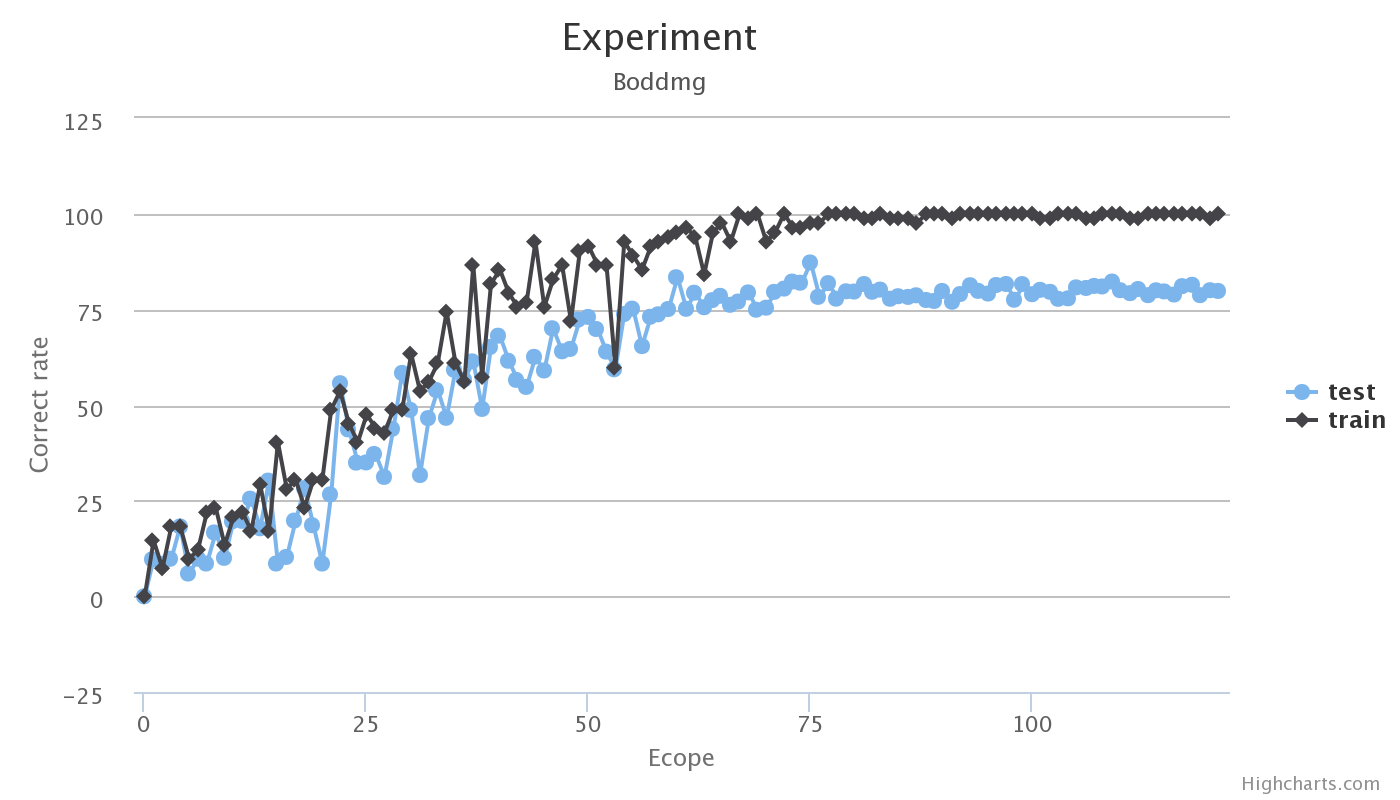 Experiment
Boddmg
125
100
75
50
25
0
−25
Correct rate
0 25 50 75 100
Ecope
test
train
Highcharts.com